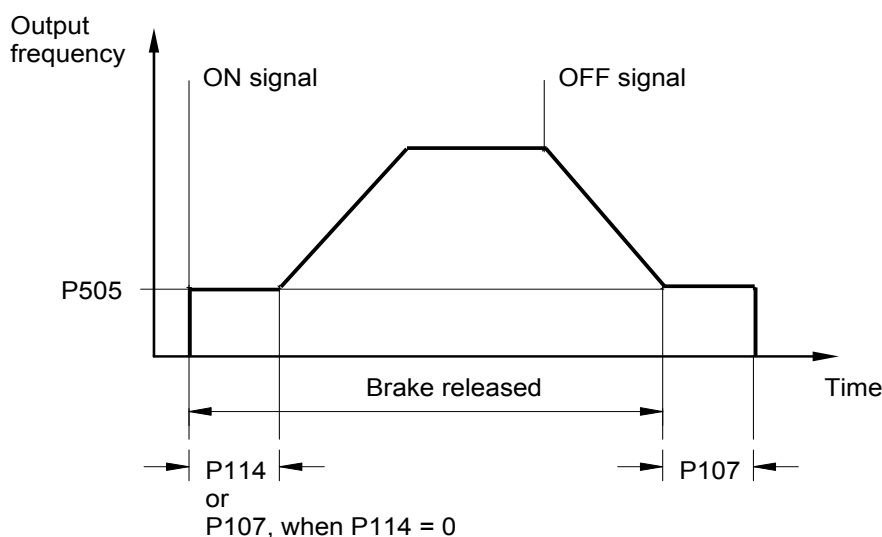 Output
frequency
ON signal
OFF signal
P505
Brake released
Time
P114
or
P107, when P114 = 0
P107